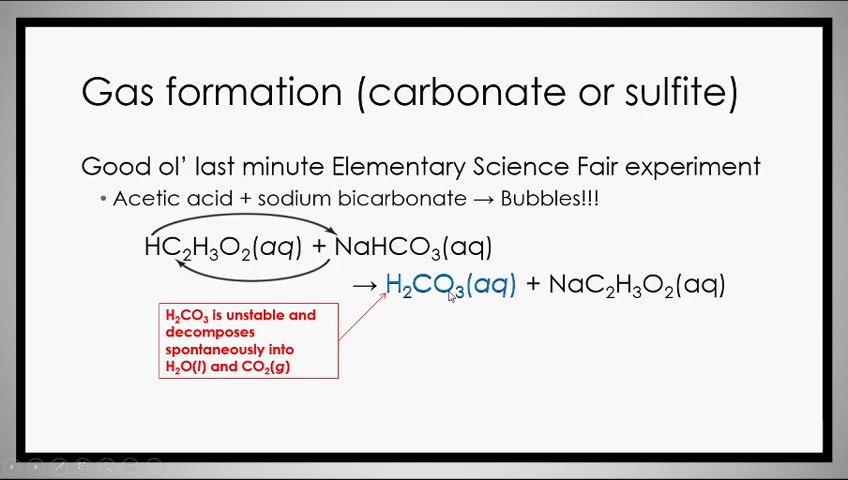 Gas formation (carbonate or sulfite)
Good ol’ last minute Elementary Science Fair experiment
• Acetic acid + sodium bicarbonate → Bubbles!!!
HC₂H₃O₂(aq) + NaHCO₃(aq)
→ H₂CO₃(aq) + NaC₂H₃O₂(aq)
H₂CO₃ is unstable and
decomposes
spontaneously into
H₂O(l) and CO₂(g)